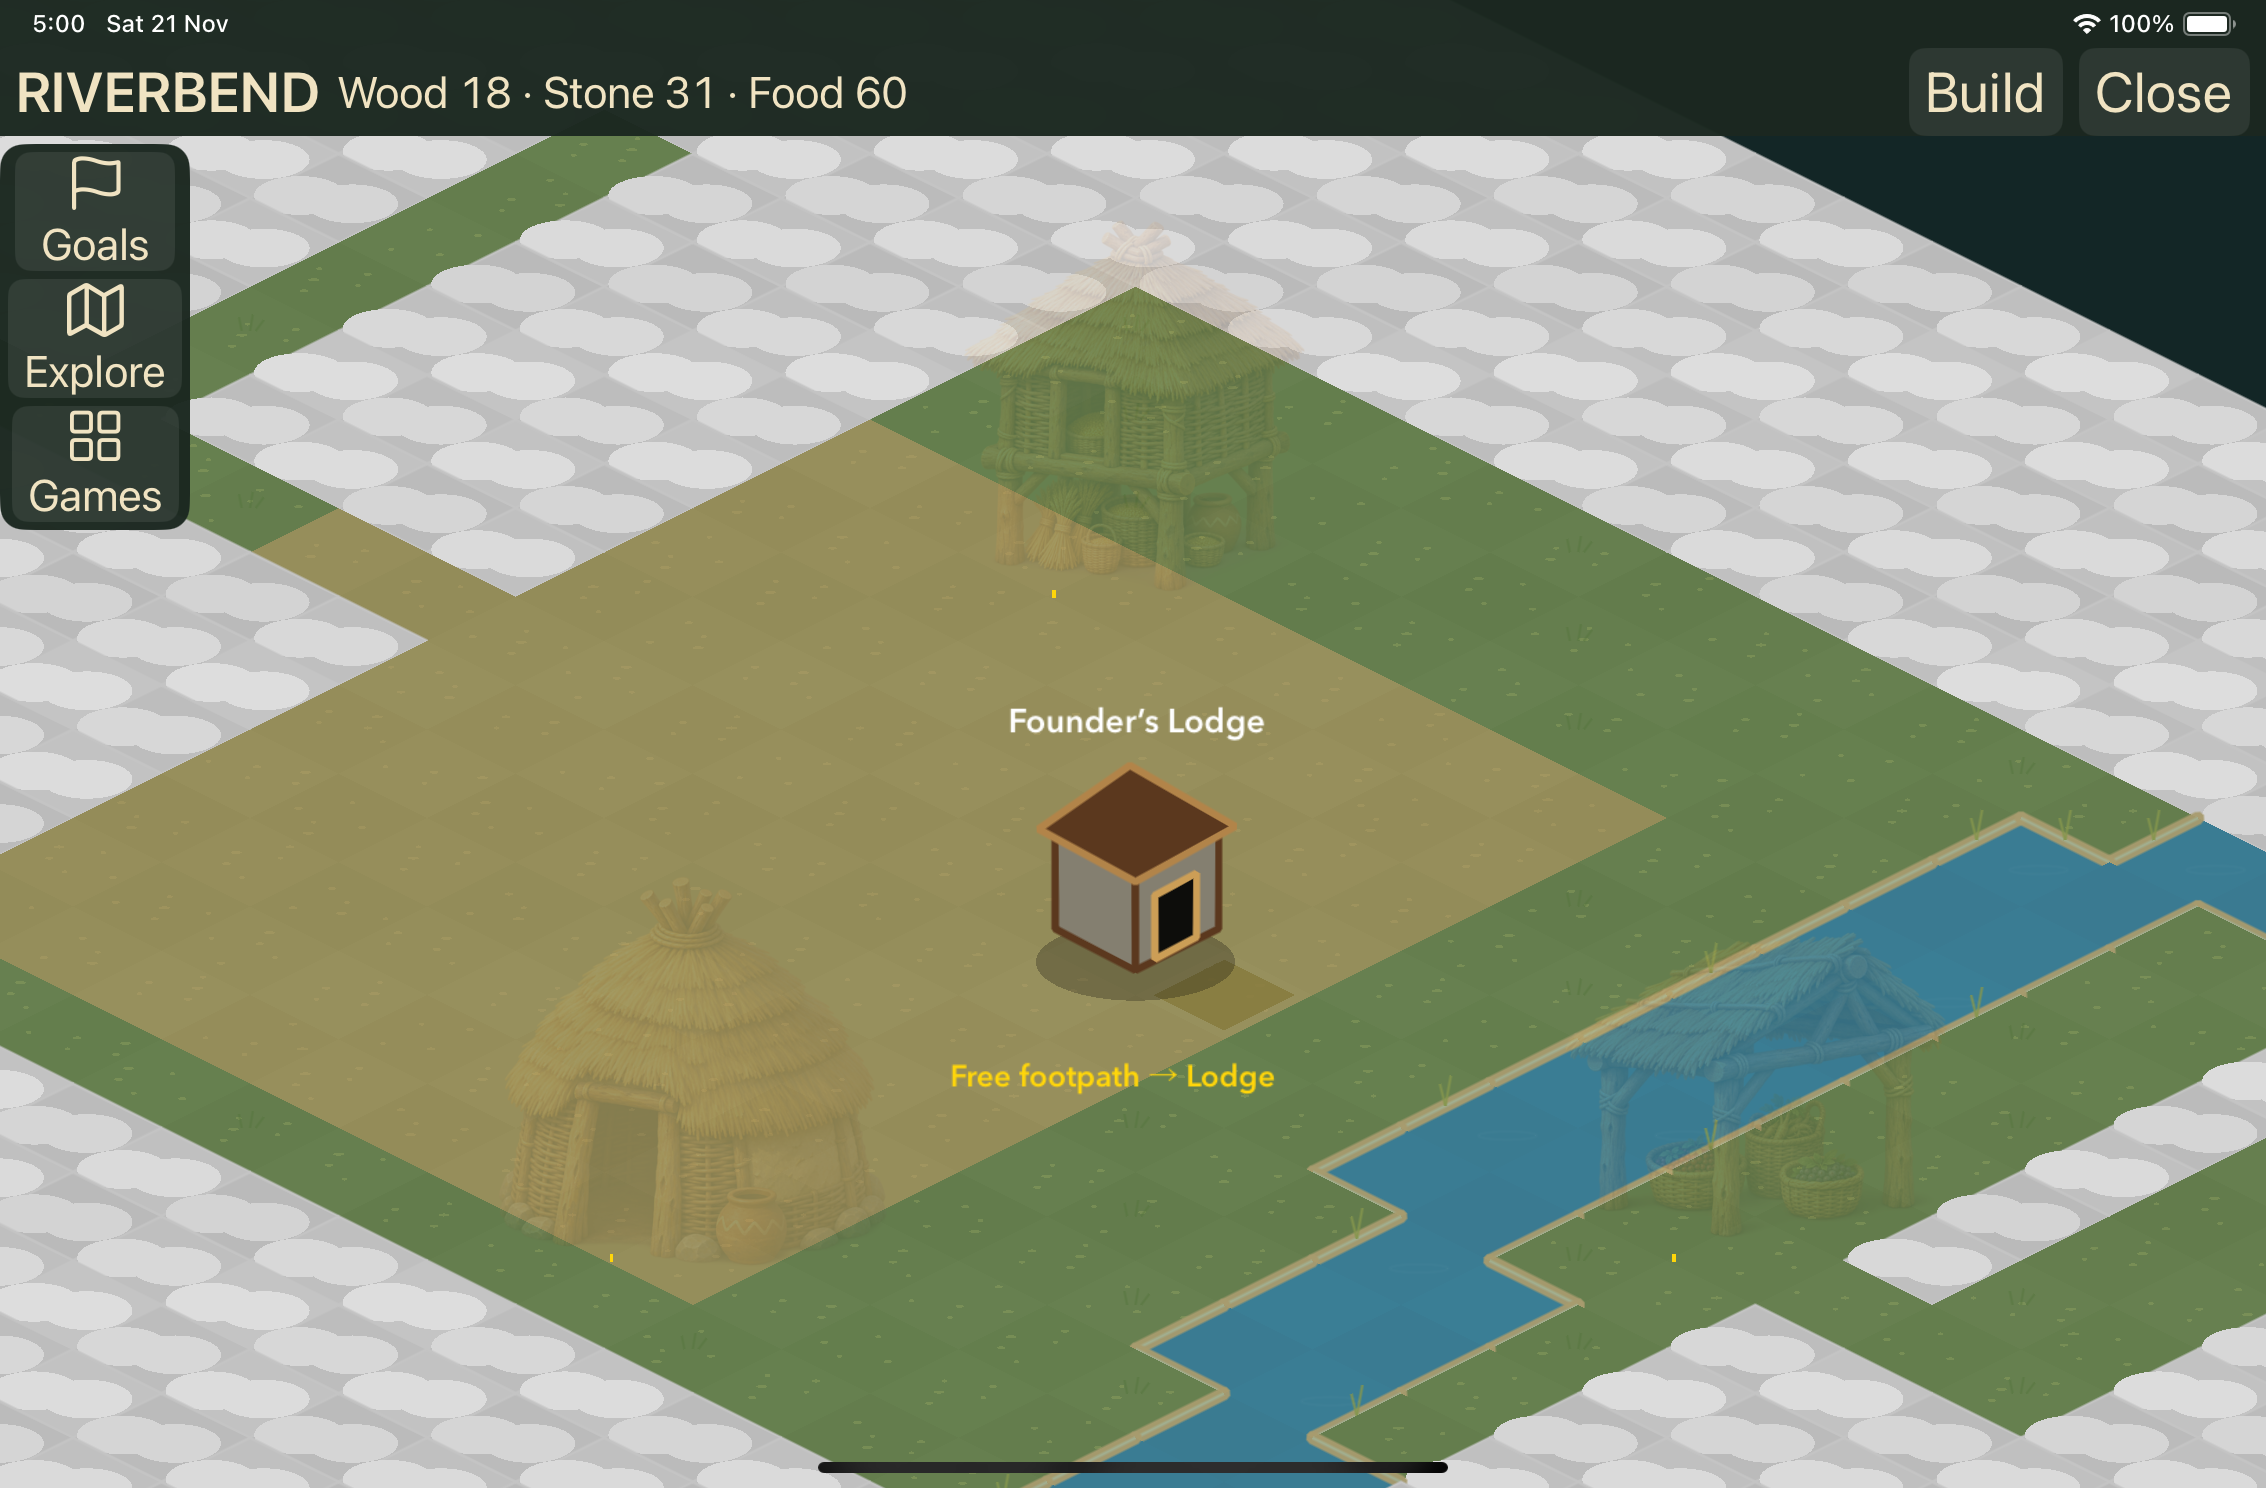 5:00 Sat 21 Nov 100%
RIVERBEND Wood 18 · Stone 31 · Food 60 Build Close
Goals
Explore
Games
Founder’s Lodge
Free footpath → Lodge